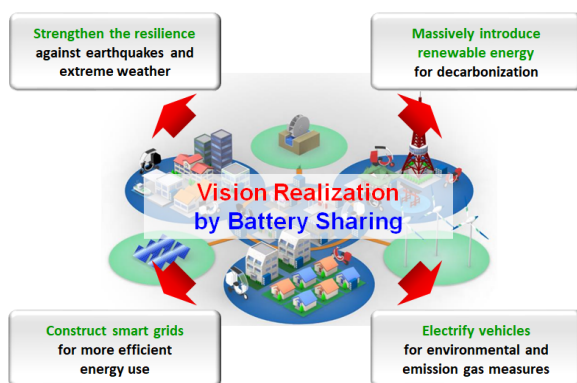 Strengthen the resilience
against earthquakes and
extreme weather
Massively introduce
renewable energy
for decarbonization
Vision Realization
by Battery Sharing
Construct smart grids
for more efficient
energy use
Electrify vehicles
for environmental and
emission gas measures